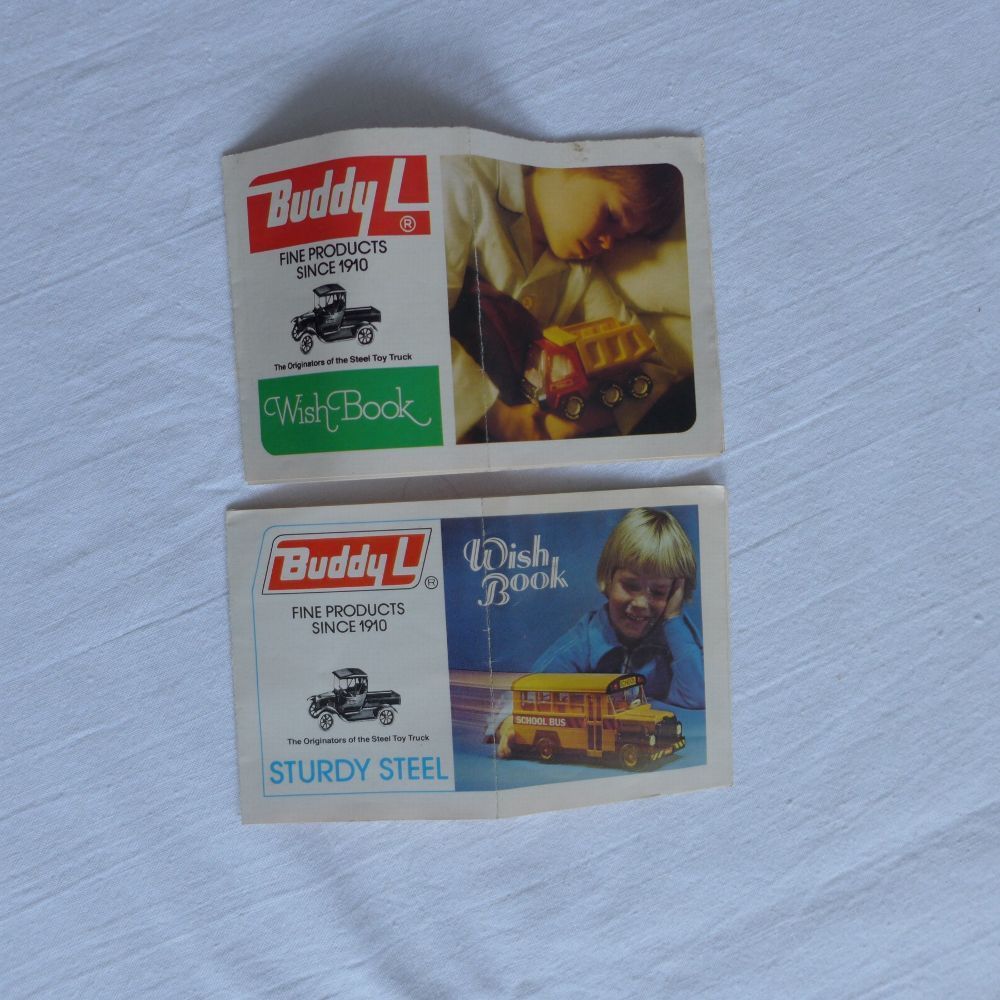 Buddy L ®
FINE PRODUCTS
SINCE 1910
The Originators of the Steel Toy Truck
Wish Book
Buddy L ®
FINE PRODUCTS
SINCE 1910
The Originators of the Steel Toy Truck
STURDY STEEL
Wish
Book
SCHOOL
SCHOOL BUS